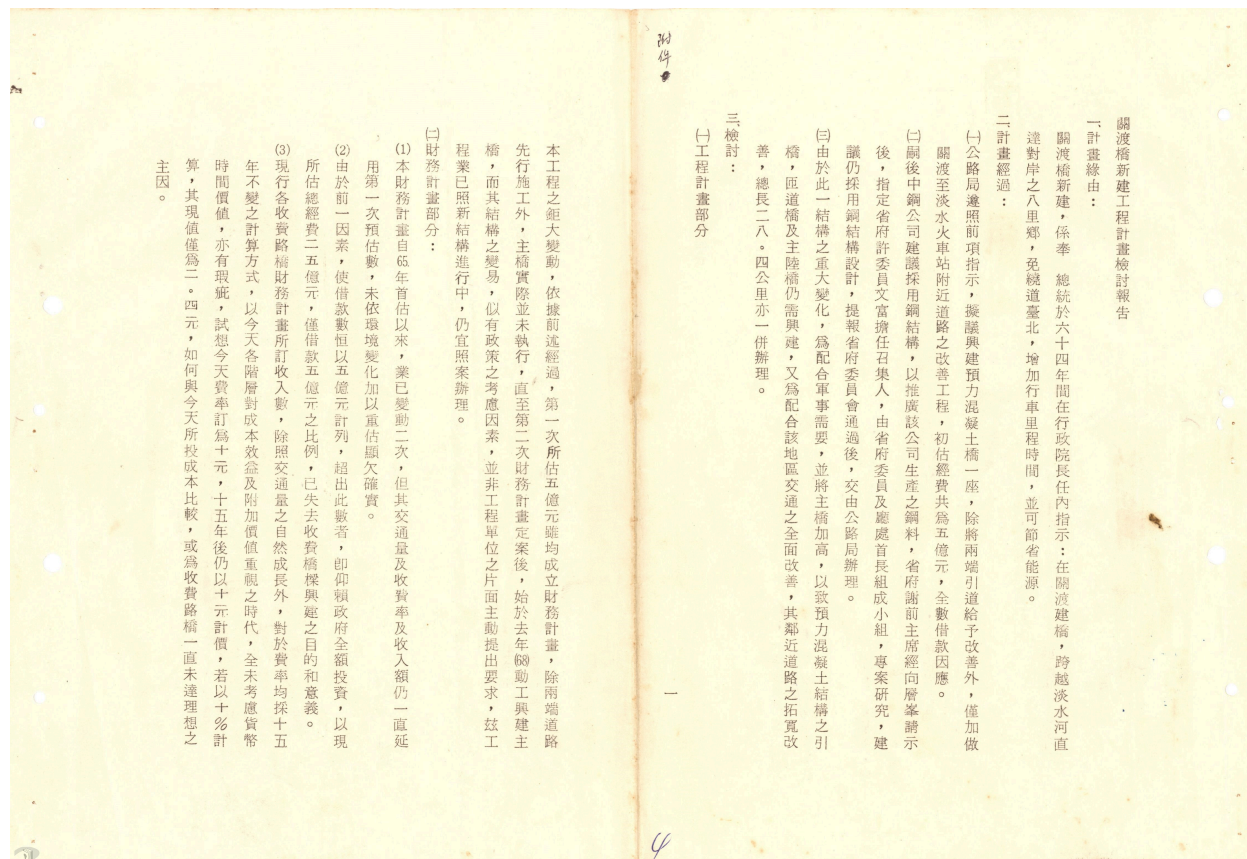 附件
關渡橋新建工程計畫檢討報告
一、計畫緣由：
關渡橋新建，係奉　總統於六十四年間在行政院長任內指示：在關渡建橋，跨越淡水河直
達對岸之八里鄉，免繞道臺北，增加行車里程時間，並可節省能源。
二、計畫經過：
㈠公路局遵照前項指示，擬議興建預力混凝土橋一座，除將兩端引道給予改善外，僅加做
關渡至淡水火車站附近道路之改善工程，初估經費共為五億元，全數借款因應。
㈡嗣後中鋼公司建議採用鋼結構，以推廣該公司生產之鋼料，省府謝前主席經向層峯請示
後，指定省府許委員文富擔任召集人，由省府委員及廳處首長組成小組，專案研究，建
議仍採用鋼結構設計，提報省府委員會通過後，交由公路局辦理。
㈢由於此一結構之重大變化，為配合軍事需要，並將主橋加高，以致預力混凝土結構之引
橋，匝道橋及主陸橋仍需興建，又為配合該地區交通之全面改善，其鄰近道路之拓寬改
善，總長二八。四公里亦一併辦理。
三、檢討：
㈠工程計畫部分
一
4
本工程之鉅大變動，依據前述經過，第一次所估五億元雖均成立財務計畫，除兩端道路
先行施工外，主橋實際並未執行，直至第二次財務計畫定案後，始於去年(68)動工興建主
橋，而其結構之變易，似有政策之考慮因素，並非工程單位之片面主動提出要求，玆工
程業已照新結構進行中，仍宜照案辦理。
㈡財務計畫部分：
⑴本財務計畫自65.年首估以來，業已變動二次，但其交通量及收費率及收入額仍一直延
用第一次預估數，未依環境變化加以重估顯欠確實。
⑵由於前一因素，使借款數恒以五億元計列，超出此數者，卽仰賴政府全額投資，以現
所估總經費二五億元，僅借款五億元之比例，已失去收費橋樑興建之目的和意義。
⑶現行各收費路橋財務計畫所訂收入數，除照交通量之自然成長外，對於費率均採十五
年不變之計算方式，以今天各階層對成本效益及附加價值重視之時代，全未考慮貨幣
時間價值，亦有瑕疵，試想今天費率訂為十元，十五年後仍以十元計價，若以十%計
算，其現值僅為二。四元，如何與今天所投成本比較，或為收費路橋一直未達理想之
主因。